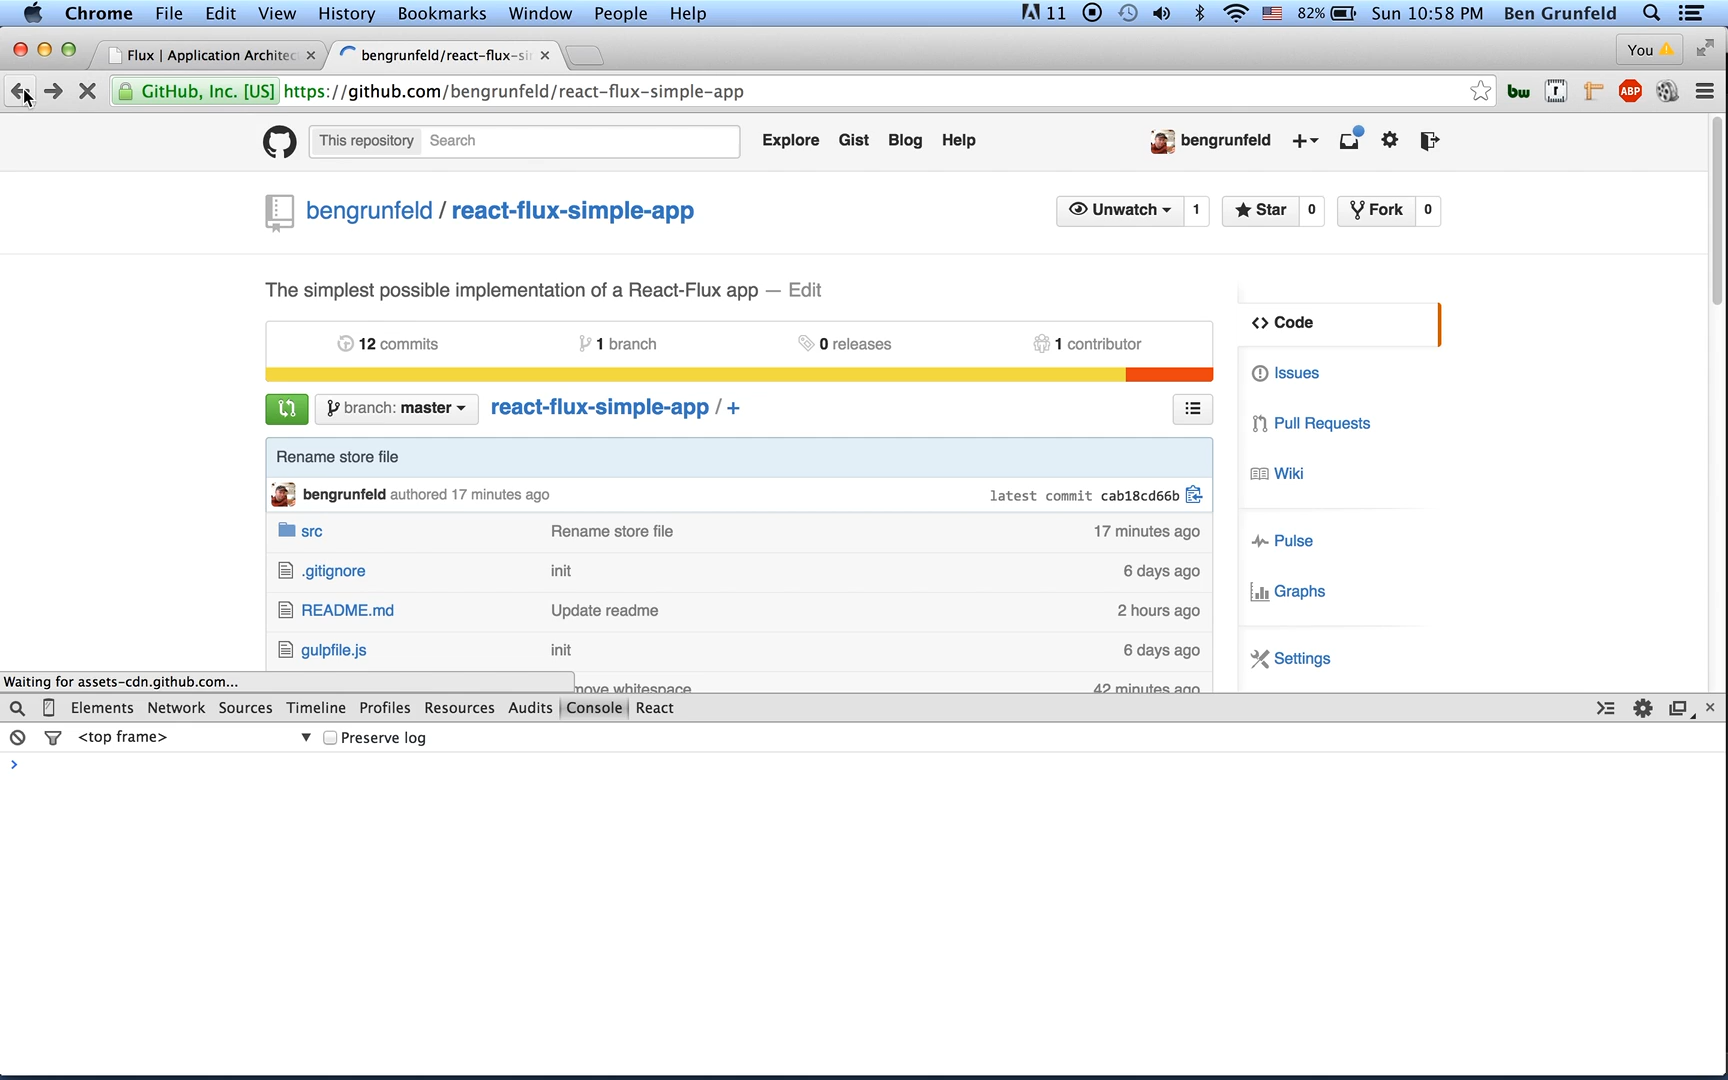 Chrome File Edit View History Bookmarks Window People Help 11 82% Sun 10:58 PM Ben Grunfeld
Flux | Application Architec bengrunfeld/react-flux-si You
GitHub, Inc. [US] https://github.com/bengrunfeld/react-flux-simple-app bw ABP
This repository Search Explore Gist Blog Help bengrunfeld
bengrunfeld / react-flux-simple-app Unwatch 1 Star 0 Fork 0
The simplest possible implementation of a React-Flux app — Edit
12 commits 1 branch 0 releases 1 contributor
branch: master react-flux-simple-app / +
Rename store file
bengrunfeld authored 17 minutes ago latest commit cab18cd66b
src Rename store file 17 minutes ago
.gitignore init 6 days ago
README.md Update readme 2 hours ago
gulpfile.js init 6 days ago
move whitespace 42 minutes ago
Code
Issues
Pull Requests
Wiki
Pulse
Graphs
Settings
Waiting for assets-cdn.github.com...
Elements Network Sources Timeline Profiles Resources Audits Console React
<top frame> Preserve log